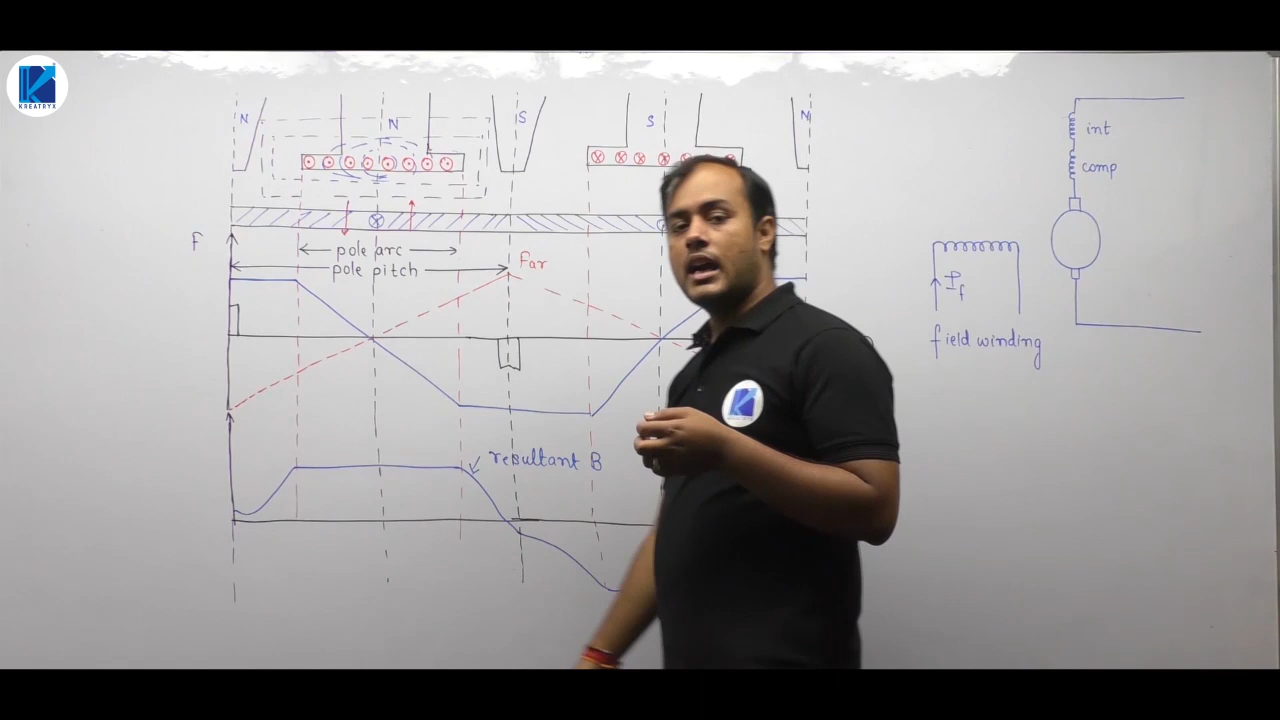 KREATRYX
N
N
S
S
N
int
comp
F
pole arc
pole pitch
Far
If
field winding
resultant B